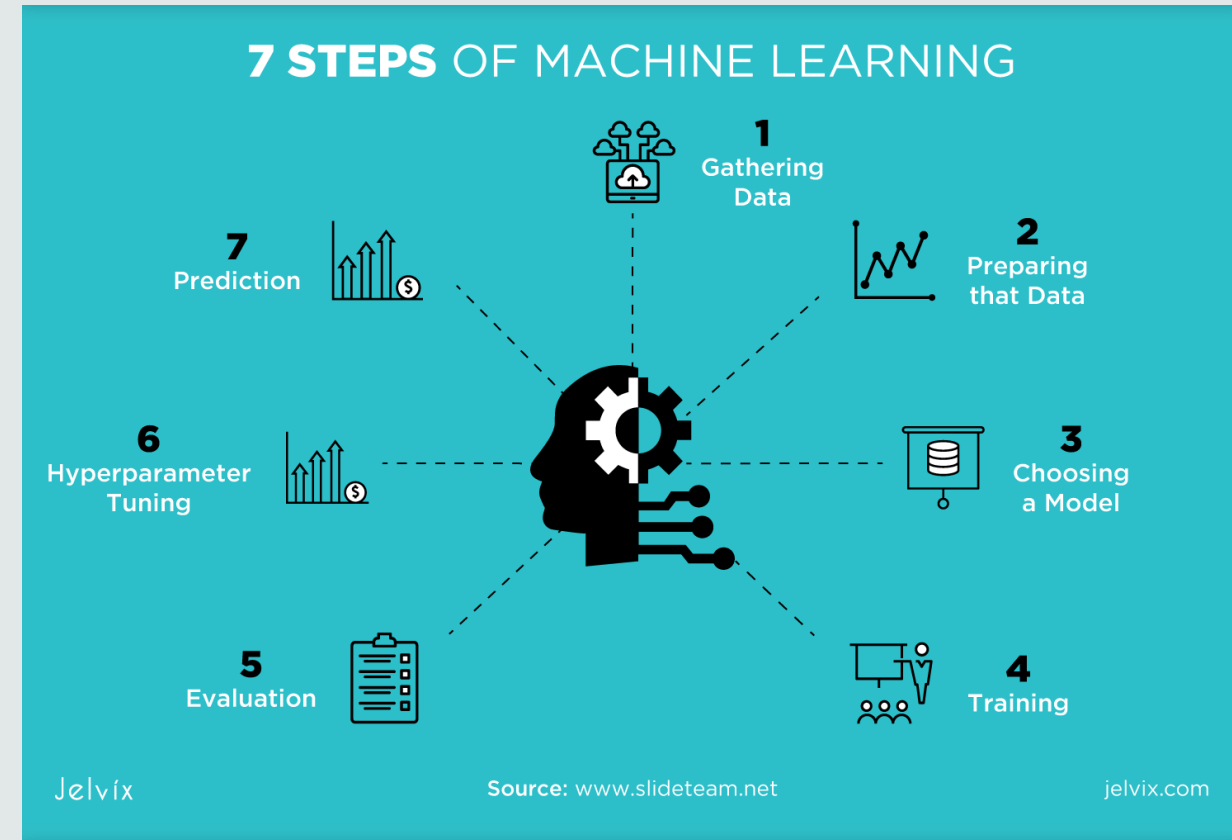 7 STEPS OF MACHINE LEARNING
1
Gathering
Data
2
Preparing
that Data
3
Choosing
a Model
4
Training
5
Evaluation
6
Hyperparameter
Tuning
7
Prediction
$
$
Jelvix
Source: www.slideteam.net
jelvix.com